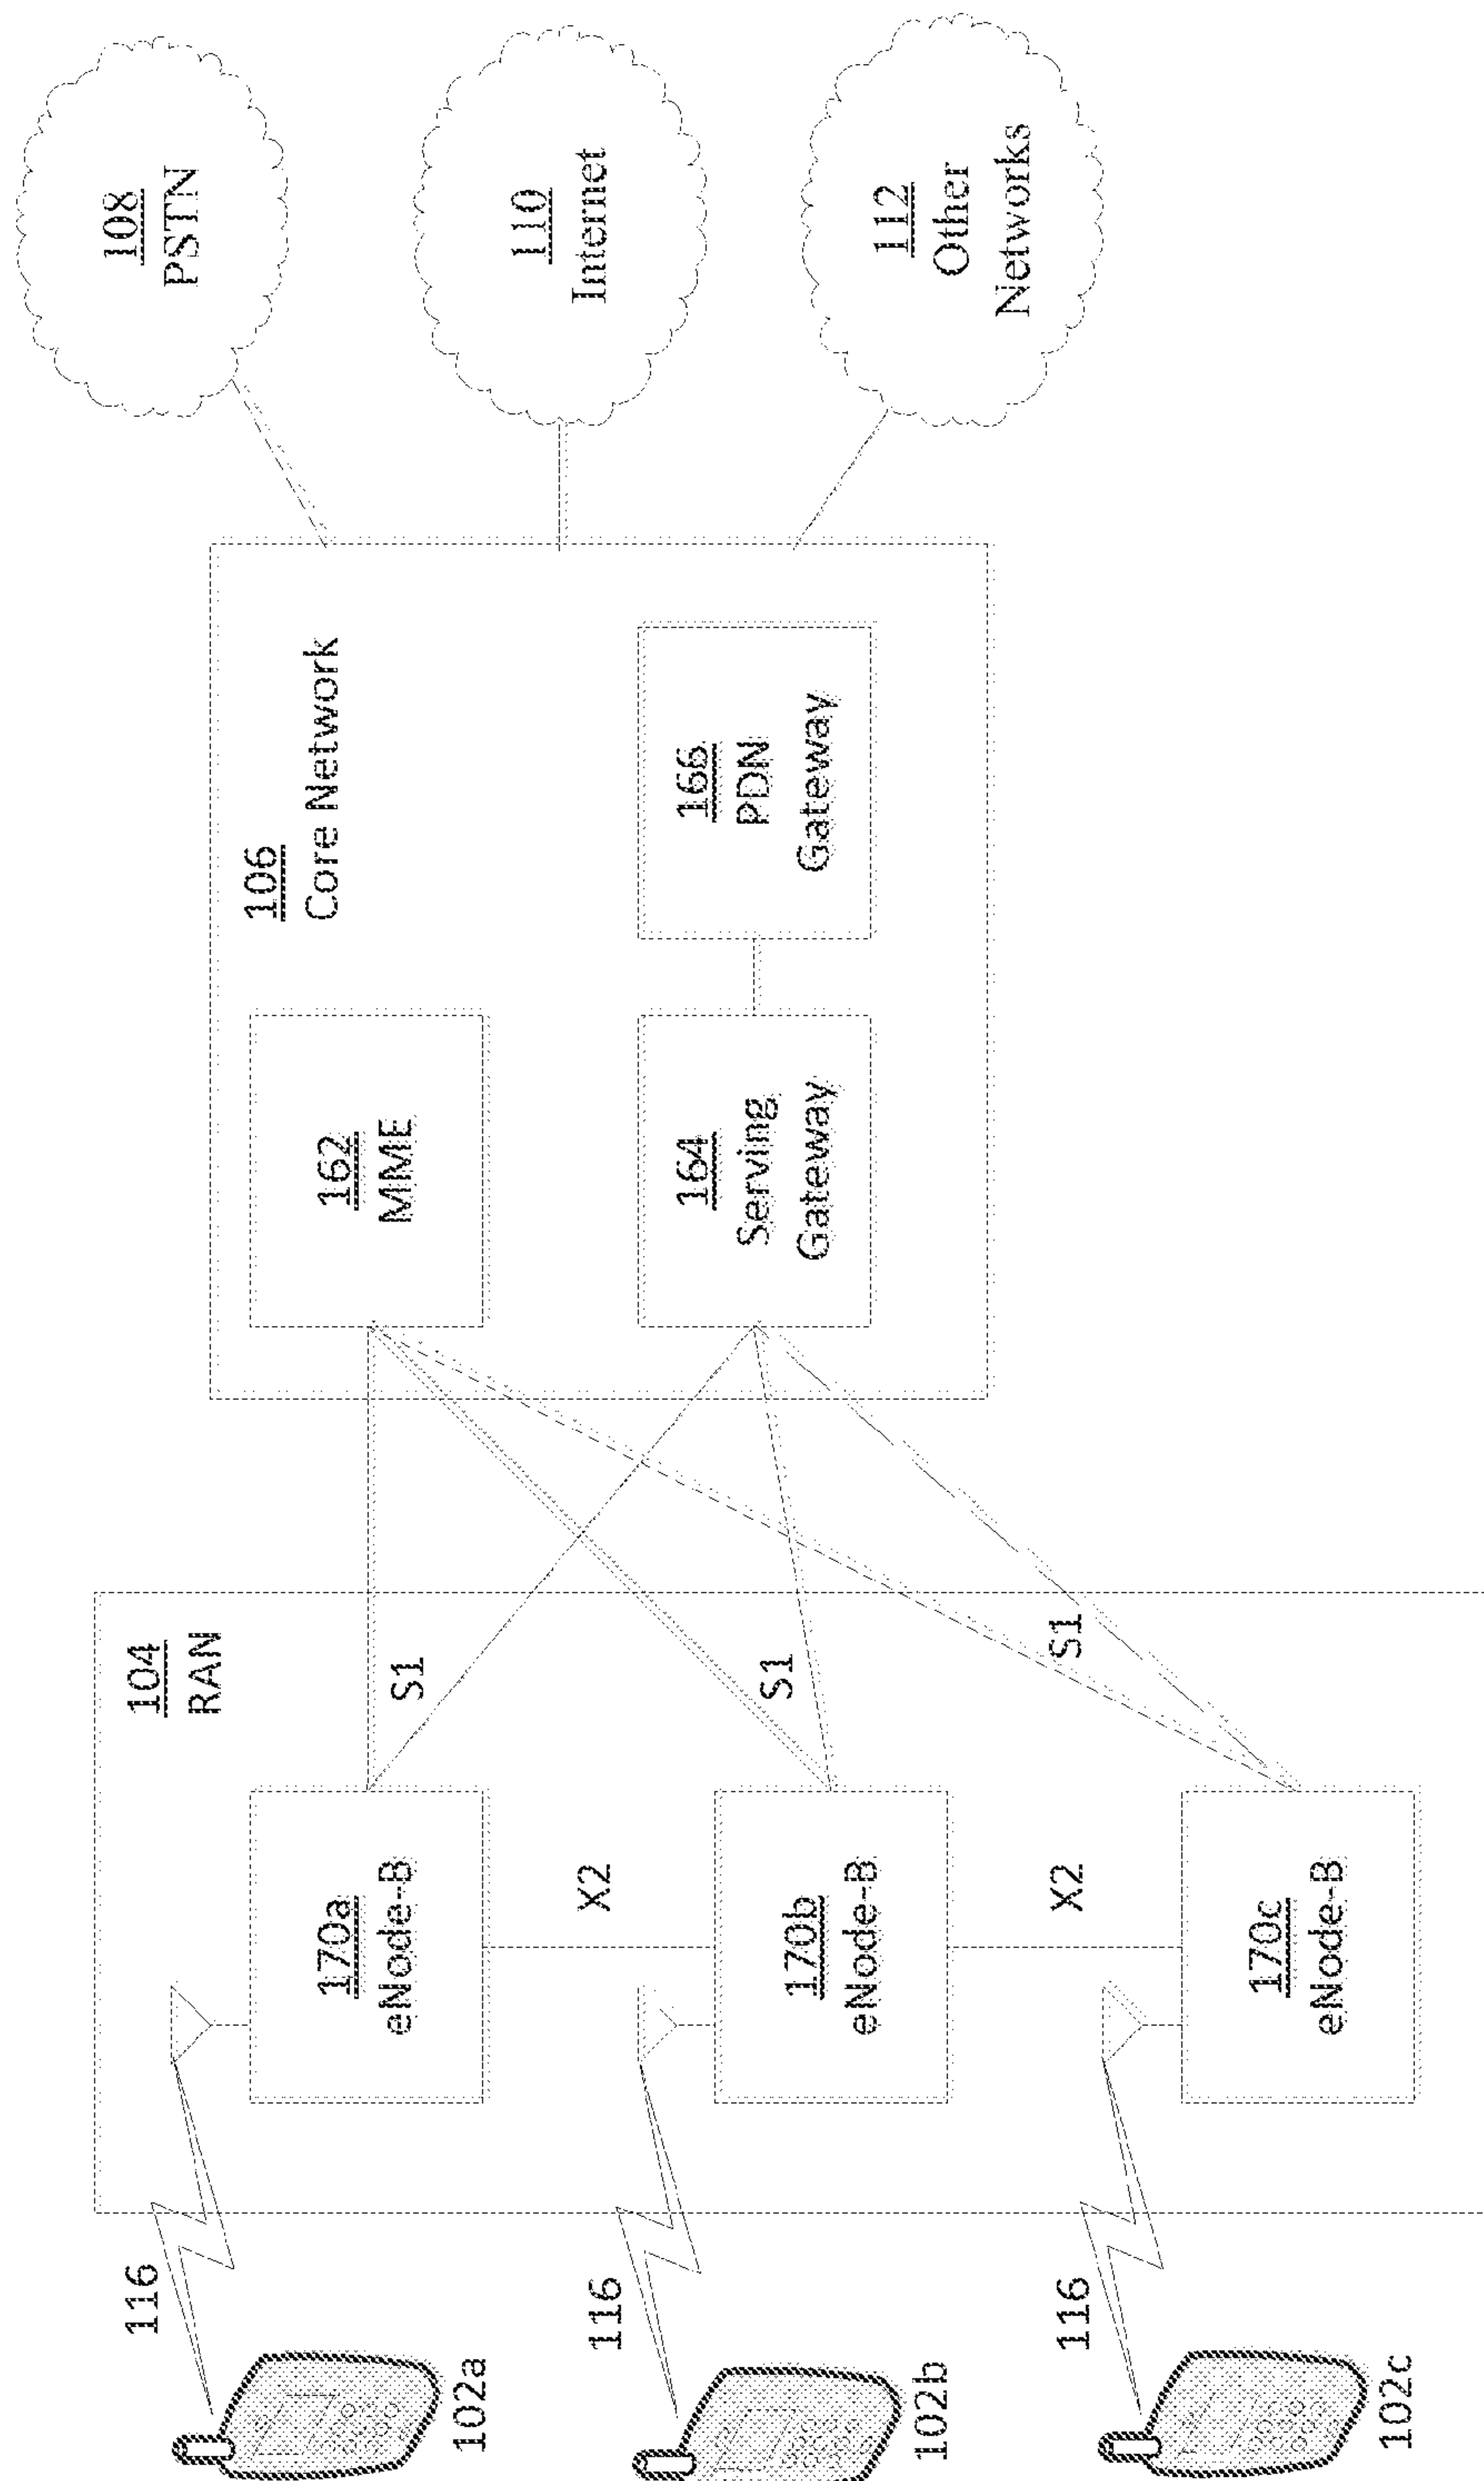 116
102a
116
102b
116
102c
104
RAN
170a
eNode-B
X2
170b
eNode-B
X2
170c
eNode-B
S1
S1
S1
106
Core Network
162
MME
164
Serving
Gateway
166
PDN
Gateway
108
PSTN
110
Internet
112
Other
Networks